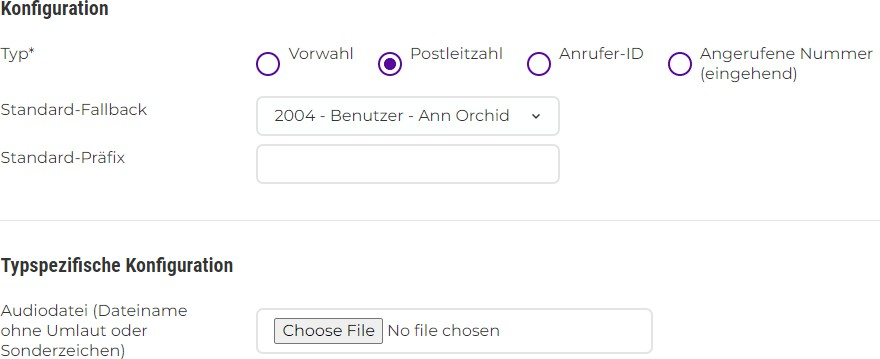 Konfiguration
Typ*
Vorwahl
Postleitzahl
Anrufer-ID
Angerufene Nummer
(eingehend)
Standard-Fallback
2004 - Benutzer - Ann Orchid
Standard-Präfix
Typspezifische Konfiguration
Audiodatei (Dateiname
ohne Umlaut oder
Sonderzeichen)
Choose File No file chosen